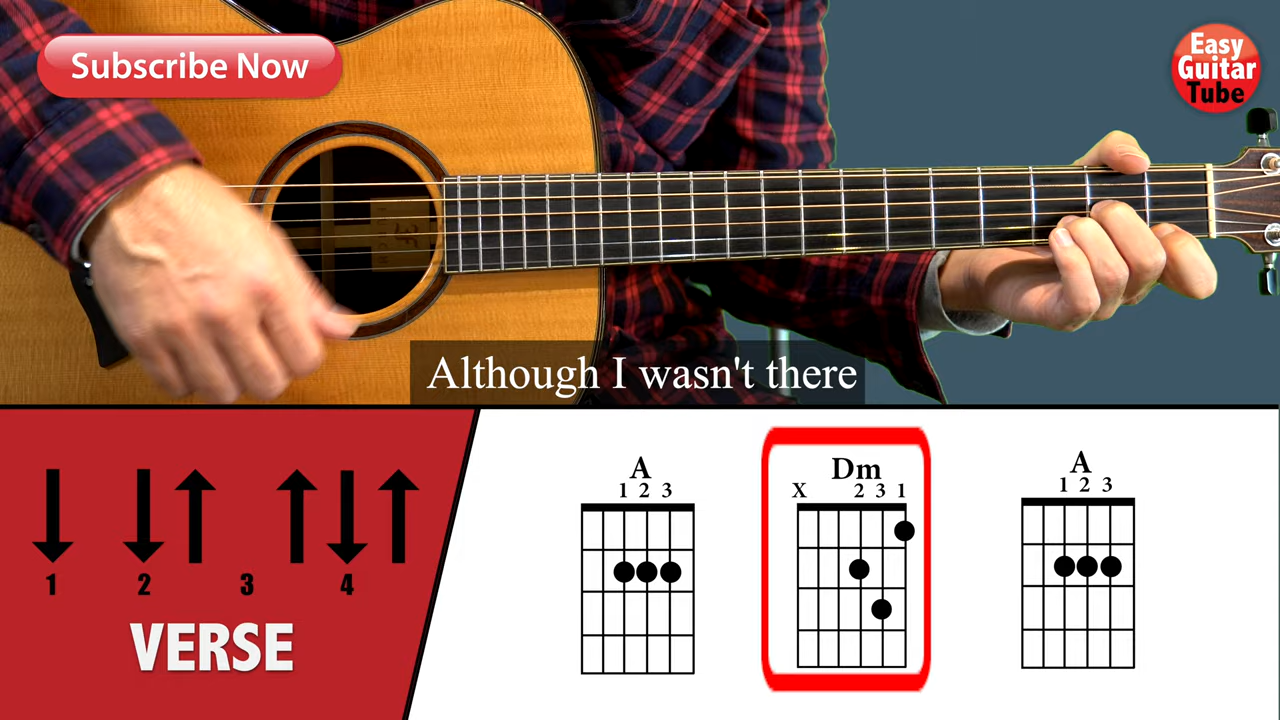 Subscribe Now
Easy
Guitar
Tube
Although I wasn't there
1 2 3 4
VERSE
A
1 2 3
Dm
X 2 3 1
A
1 2 3